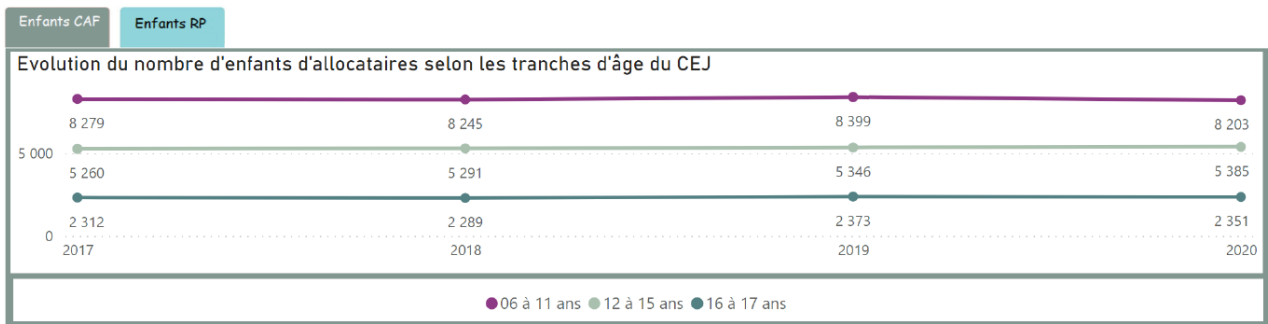 Enfants CAF
Enfants RP
Evolution du nombre d'enfants d'allocataires selon les tranches d'âge du CEJ
8 279 8 245 8 399 8 203
5 000
5 260 5 291 5 346 5 385
2 312 2 289 2 373 2 351
0
2017 2018 2019 2020
06 à 11 ans 12 à 15 ans 16 à 17 ans